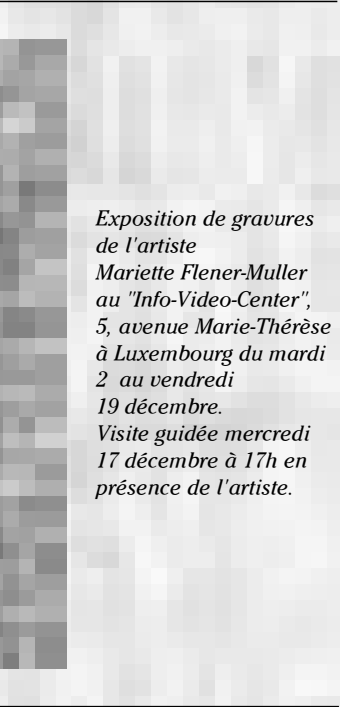 Exposition de gravures
de l'artiste
Mariette Flener-Muller
au "Info-Video-Center",
5, avenue Marie-Thérèse
à Luxembourg du mardi
2 au vendredi
19 décembre.
Visite guidée mercredi
17 décembre à 17h en
présence de l'artiste.